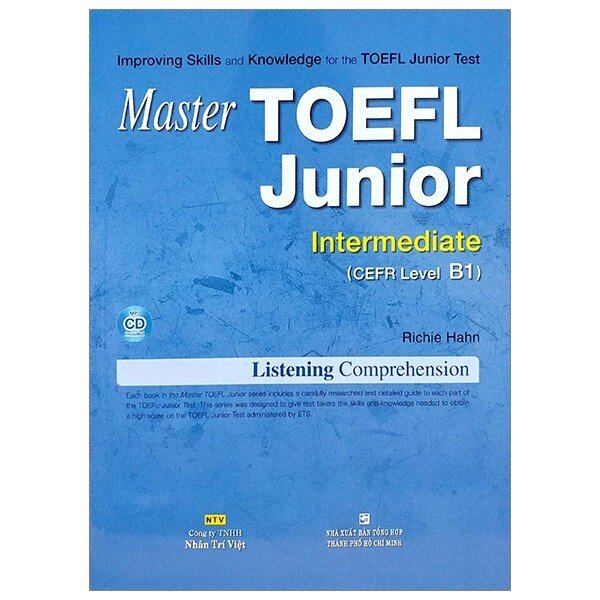 Improving Skills and Knowledge for the TOEFL Junior Test
Master TOEFL
Junior
Intermediate
(CEFR Level B1)
MP3
CD
Richie Hahn
Listening Comprehension
Each book in the Master TOEFL Junior series includes a carefully researched and detailed guide to each part of
the TOEFL Junior Test. This series was designed to give test takers the skills and knowledge needed to obtain
a high score on the TOEFL Junior Test administered by ETS.
NTV
Công ty TNHH
Nhân Trí Việt
NHÀ XUẤT BẢN TỔNG HỢP
THÀNH PHỐ HỒ CHÍ MINH